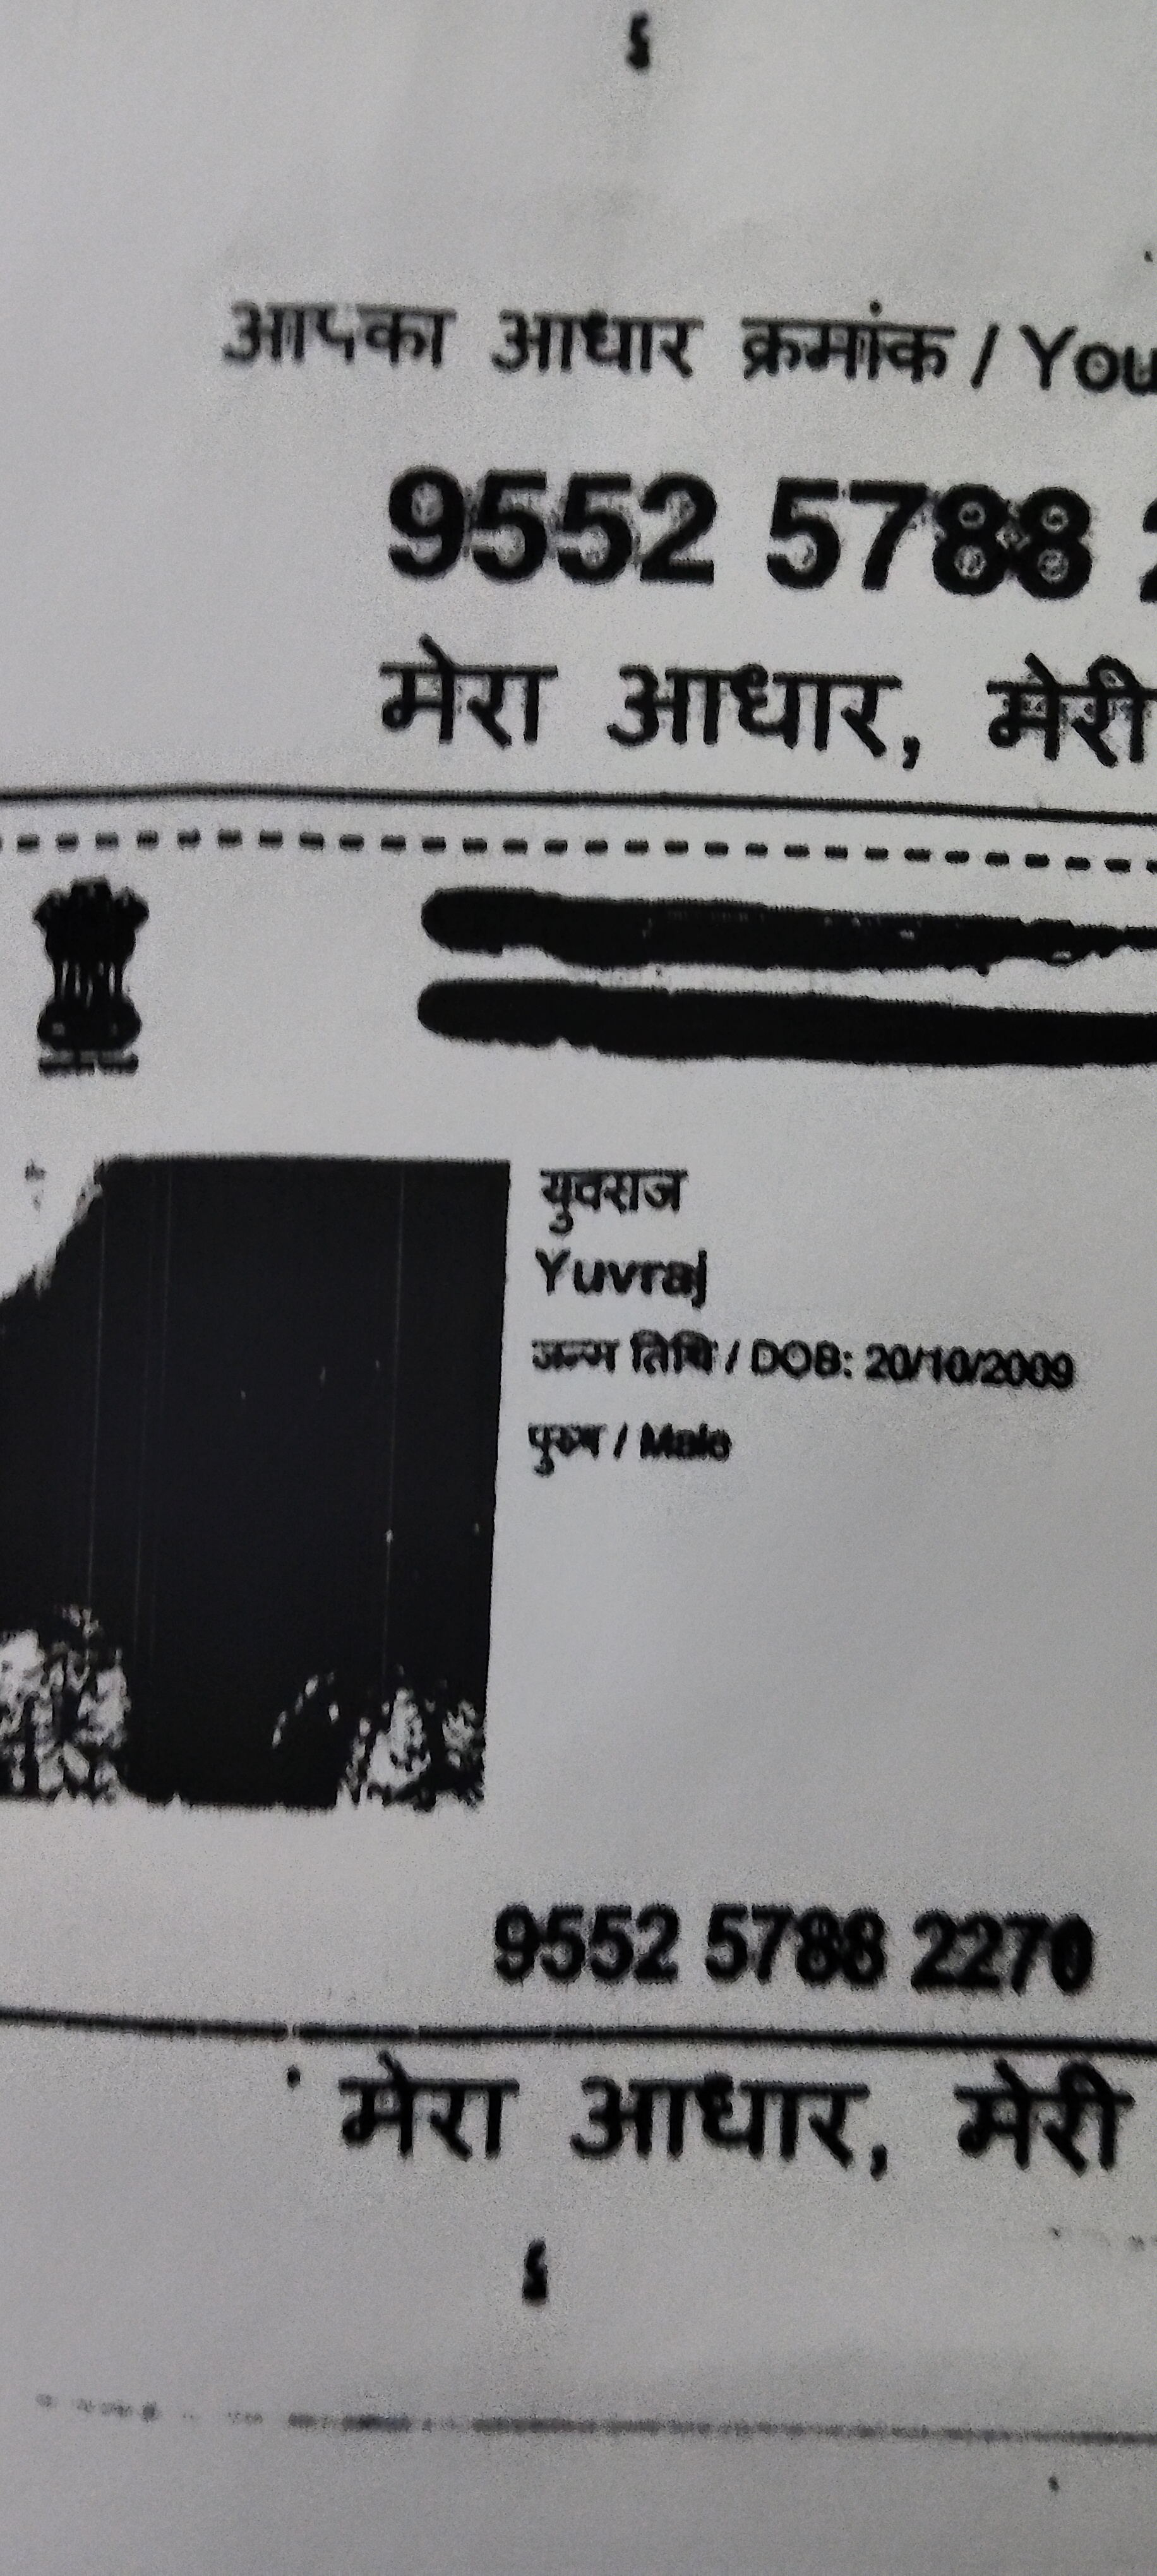 आपका आधार क्रमांक / You
9552 5788 2
मेरा आधार, मेरी
युवराज
Yuvraj
जन्म तिथि / DOB: 20/10/2009
पुरुष / Male
9552 5788 2270
मेरा आधार, मेरी